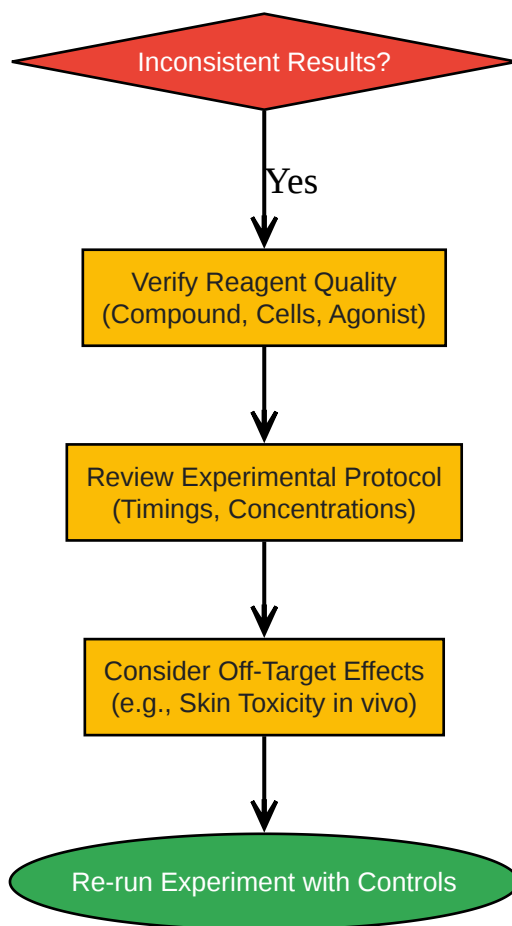 Inconsistent Results?
Yes
Verify Reagent Quality
(Compound, Cells, Agonist)
Review Experimental Protocol
(Timings, Concentrations)
Consider Off-Target Effects
(e.g., Skin Toxicity in vivo)
Re-run Experiment with Controls